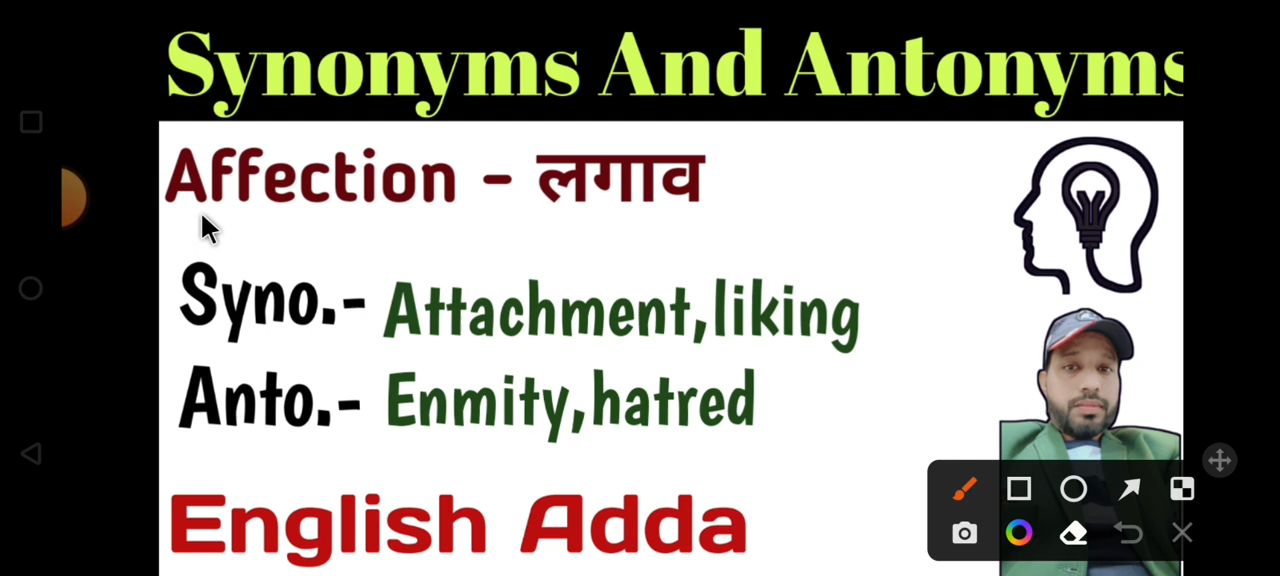 Synonyms And Antonyms
Affection - लगाव
Syno.- Attachment,liking
Anto.- Enmity,hatred
English Adda